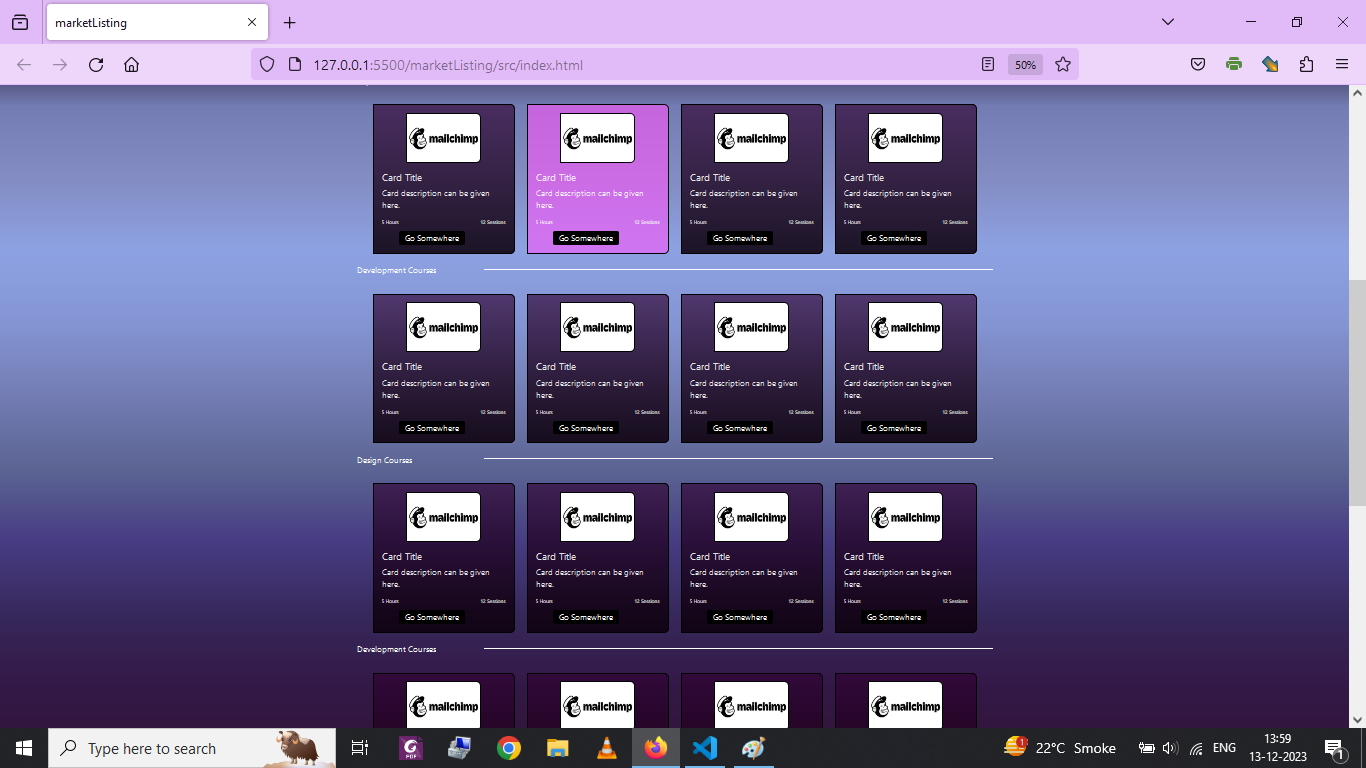 marketListing
127.0.0.1:5500/marketListing/src/index.html
50%
mailchimp mailchimp mailchimp mailchimp
Card Title Card Title Card Title Card Title
Card description can be given Card description can be given Card description can be given Card description can be given
here. here. here. here.
5 Hours 12 Sessions 5 Hours 12 Sessions 5 Hours 12 Sessions 5 Hours 12 Sessions
Go Somewhere Go Somewhere Go Somewhere Go Somewhere
Development Courses
mailchimp mailchimp mailchimp mailchimp
Card Title Card Title Card Title Card Title
Card description can be given Card description can be given Card description can be given Card description can be given
here. here. here. here.
5 Hours 12 Sessions 5 Hours 12 Sessions 5 Hours 12 Sessions 5 Hours 12 Sessions
Go Somewhere Go Somewhere Go Somewhere Go Somewhere
Design Courses
mailchimp mailchimp mailchimp mailchimp
Card Title Card Title Card Title Card Title
Card description can be given Card description can be given Card description can be given Card description can be given
here. here. here. here.
5 Hours 12 Sessions 5 Hours 12 Sessions 5 Hours 12 Sessions 5 Hours 12 Sessions
Go Somewhere Go Somewhere Go Somewhere Go Somewhere
Development Courses
mailchimp mailchimp mailchimp mailchimp
Type here to search
PDF
1
22°C Smoke
ENG
13:59
13-12-2023
1